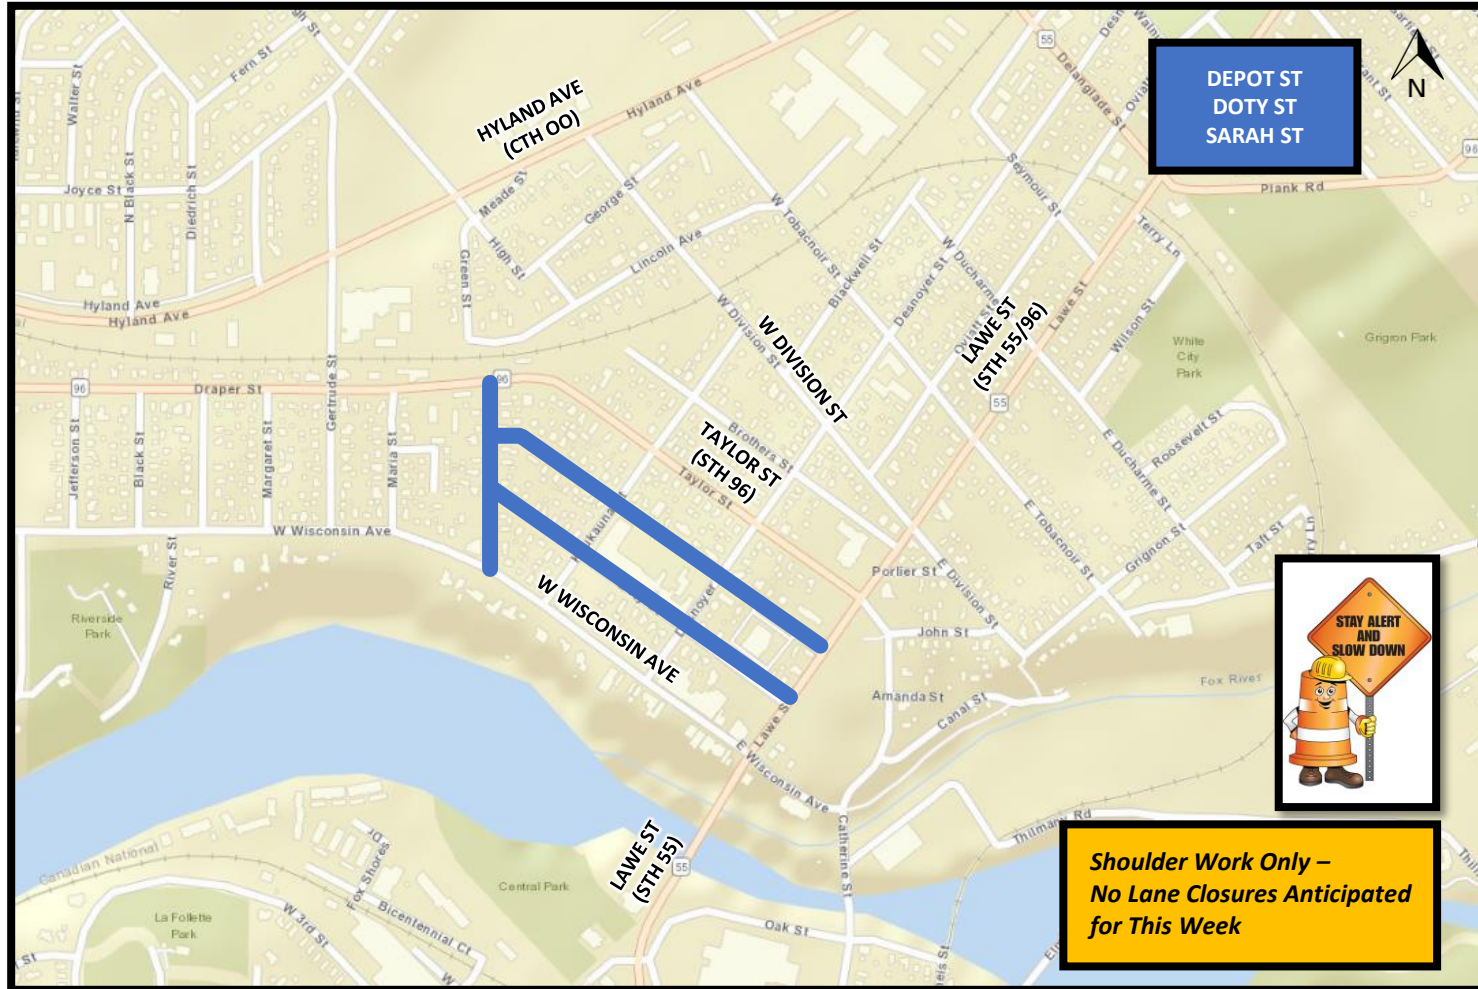 DEPOT ST
DOTY ST
SARAH ST
N
HYLAND AVE
(CTH OO)
Hyland Ave
55
Delanglade St
Plank Rd
96
Fern St
Walter St
N Black St
Diedrich St
Joyce St
Hyland Ave
Hyland Ave
Meade St
George St
High St
Green St
Lincoln Ave
W Tobacnoir St
Blackwell St
W Ducharme
Desnoyer St
Oviatt St
Seymour St
Terry Ln
Wilson St
White
City
Park
Grignon Park
LAWE ST
(STH 55/96)
Lawe St
55
W Division St
W DIVISION ST
96
Draper St
96
Jefferson St
Black St
Margaret St
Gertrude St
Maria St
Brothers St
TAYLOR ST
(STH 96)
Taylor St
Roosevelt St
E Ducharme St
E Tobacnoir St
Grignon St
Taft St
W Wisconsin Ave
River St
Riverside
Park
W WISCONSIN AVE
Porlier St
E Division St
John St
Amanda St
Canal St
Fox River
Lawe S
E Wisconsin Ave
Catherine St
Thilmany Rd
LAWE ST
(STH 55)
55
Canadian National
Fox Shores Dr
Bicentennial Ct
W 3rd St
La Follette
Park
Central Park
Oak St
STAY ALERT
AND
SLOW DOWN
Shoulder Work Only –
No Lane Closures Anticipated
for This Week